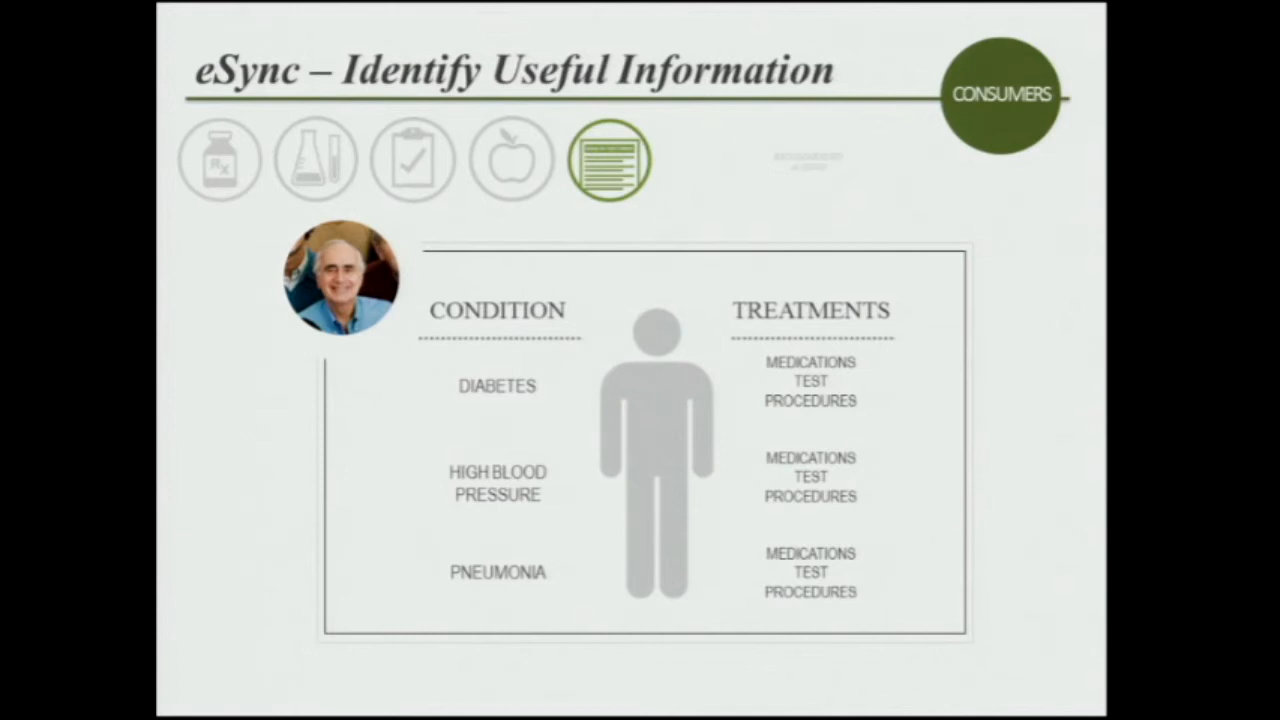 eSync – Identify Useful Information
CONSUMERS
Rx
CONDITION
TREATMENTS
DIABETES
MEDICATIONS
TEST
PROCEDURES
HIGH BLOOD
PRESSURE
MEDICATIONS
TEST
PROCEDURES
PNEUMONIA
MEDICATIONS
TEST
PROCEDURES